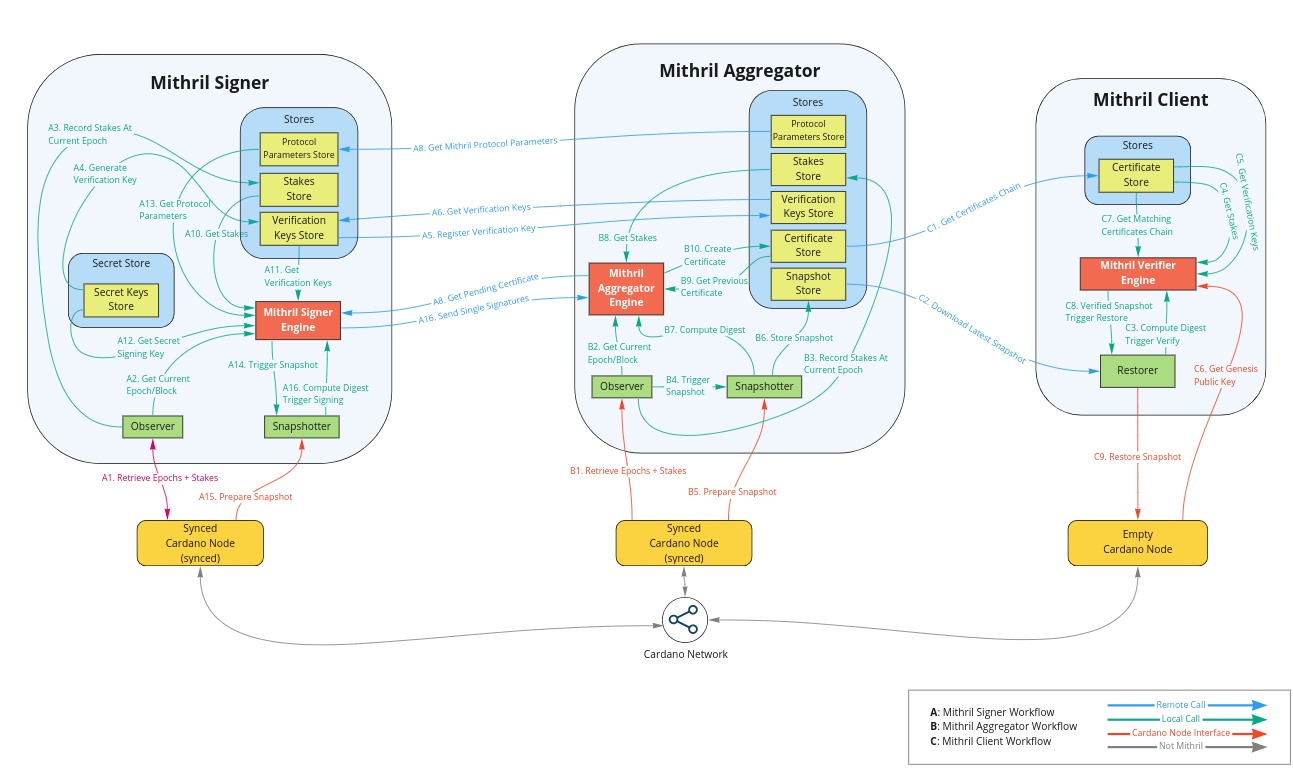 Mithril Signer
Stores
Protocol
Parameters Store
Stakes
Store
Verification
Keys Store
Secret Store
Secret Keys
Store
Mithril Signer
Engine
Observer
Snapshotter
A3. Record Stakes At
Current Epoch
A4. Generate
Verification Key
A13. Get Protocol
Parameters
A10. Get Stakes
A11. Get
Verification Keys
A12. Get Secret
Signing Key
A2. Get Current
Epoch/Block
A14. Trigger Snapshot
A16. Compute Digest
Trigger Signing
A1. Retrieve Epochs + Stakes
A15. Prepare Snapshot
Synced
Cardano Node
(synced)
A8. Get Mithril Protocol Parameters
A6. Get Verification Keys
A5. Register Verification Key
A8. Get Pending Certificate
A16. Send Single Signatures
Mithril Aggregator
Stores
Protocol
Parameters Store
Stakes
Store
Verification
Keys Store
Certificate
Store
Snapshot
Store
Mithril
Aggregator
Engine
Observer
Snapshotter
B8. Get Stakes
B10. Create
Certificate
B9. Get Previous
Certificate
B7. Compute Digest
B6. Store Snapshot
B2. Get Current
Epoch/Block
B3. Record Stakes At
Current Epoch
B4. Trigger
Snapshot
B1. Retrieve Epochs + Stakes
B5. Prepare Snapshot
Synced
Cardano Node
(synced)
Cardano Network
C1. Get Certificates Chain
C2. Download Latest Snapshot
Mithril Client
Stores
Certificate
Store
C5. Get Verification Keys
C4. Get Stakes
C7. Get Matching
Certificates Chain
Mithril Verifier
Engine
C8. Verified Snapshot
Trigger Restore
C3. Compute Digest
Trigger Verify
Restorer
C6. Get Genesis
Public Key
C9. Restore Snapshot
Empty
Cardano Node
A: Mithril Signer Workflow
B: Mithril Aggregator Workflow
C: Mithril Client Workflow
Remote Call
Local Call
Cardano Node Interface
Not Mithril